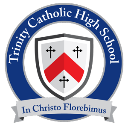 Trinity Catholic High School
In Christo Florebimus